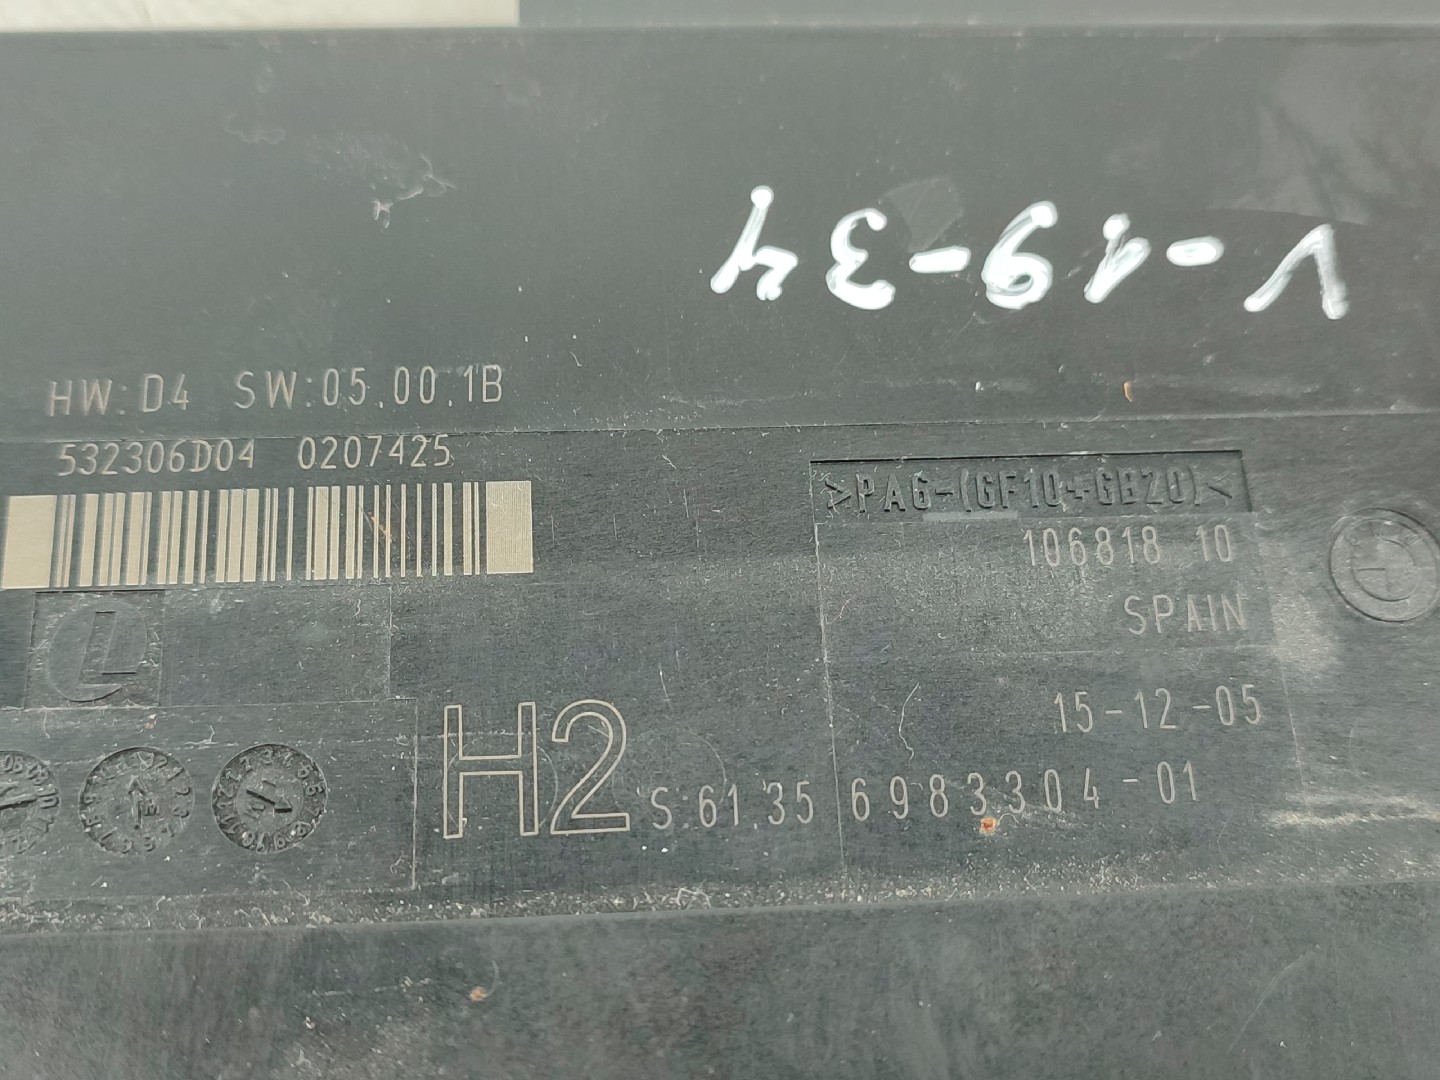 V-19-34
HW:D4 SW:05.00.1B
532306D04 0207425
>PA6-(GF10+GB20)<
106818 10
SPAIN
15-12-05
H2 S:61.35 6983304-01